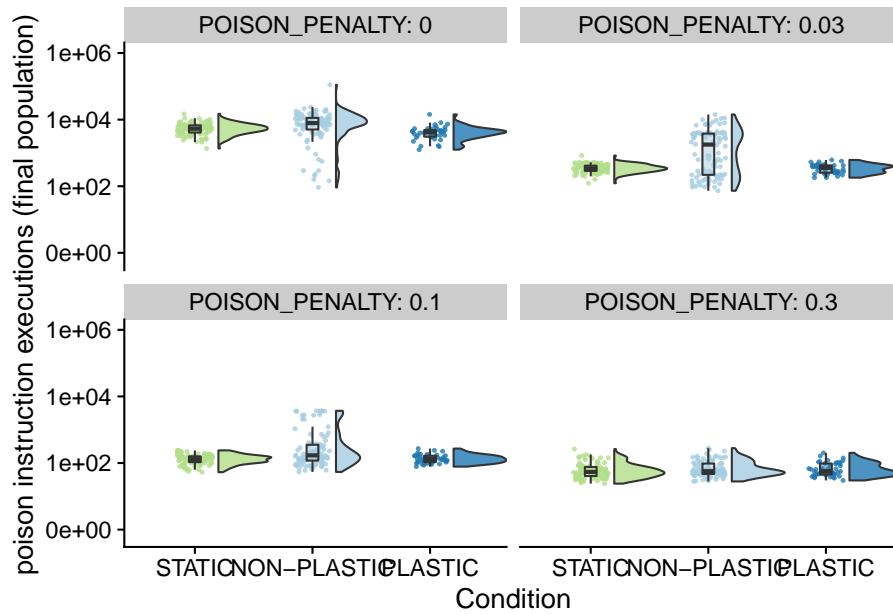 POISON_PENALTY: 0
POISON_PENALTY: 0.03
1e+06
1e+04
1e+02
0e+00
POISON_PENALTY: 0.1
POISON_PENALTY: 0.3
1e+06
1e+04
1e+02
0e+00
STATIC NON−PLASTIC PLASTIC
STATIC NON−PLASTIC PLASTIC
Condition
poison instruction executions (final population)